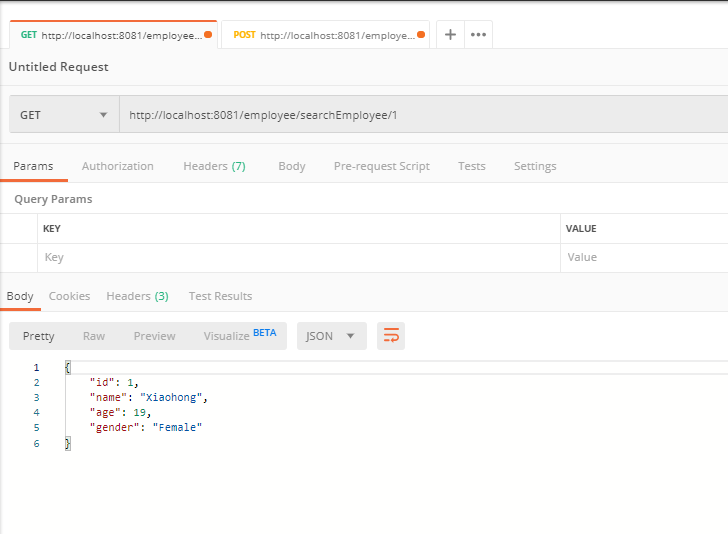 GET http://localhost:8081/employee... POST http://localhost:8081/employe... + •••
Untitled Request
GET http://localhost:8081/employee/searchEmployee/1
Params Authorization Headers (7) Body Pre-request Script Tests Settings
Query Params
KEY VALUE
Key Value
Body Cookies Headers (3) Test Results
Pretty Raw Preview Visualize BETA JSON
1 {
2 "id": 1,
3 "name": "Xiaohong",
4 "age": 19,
5 "gender": "Female"
6 }